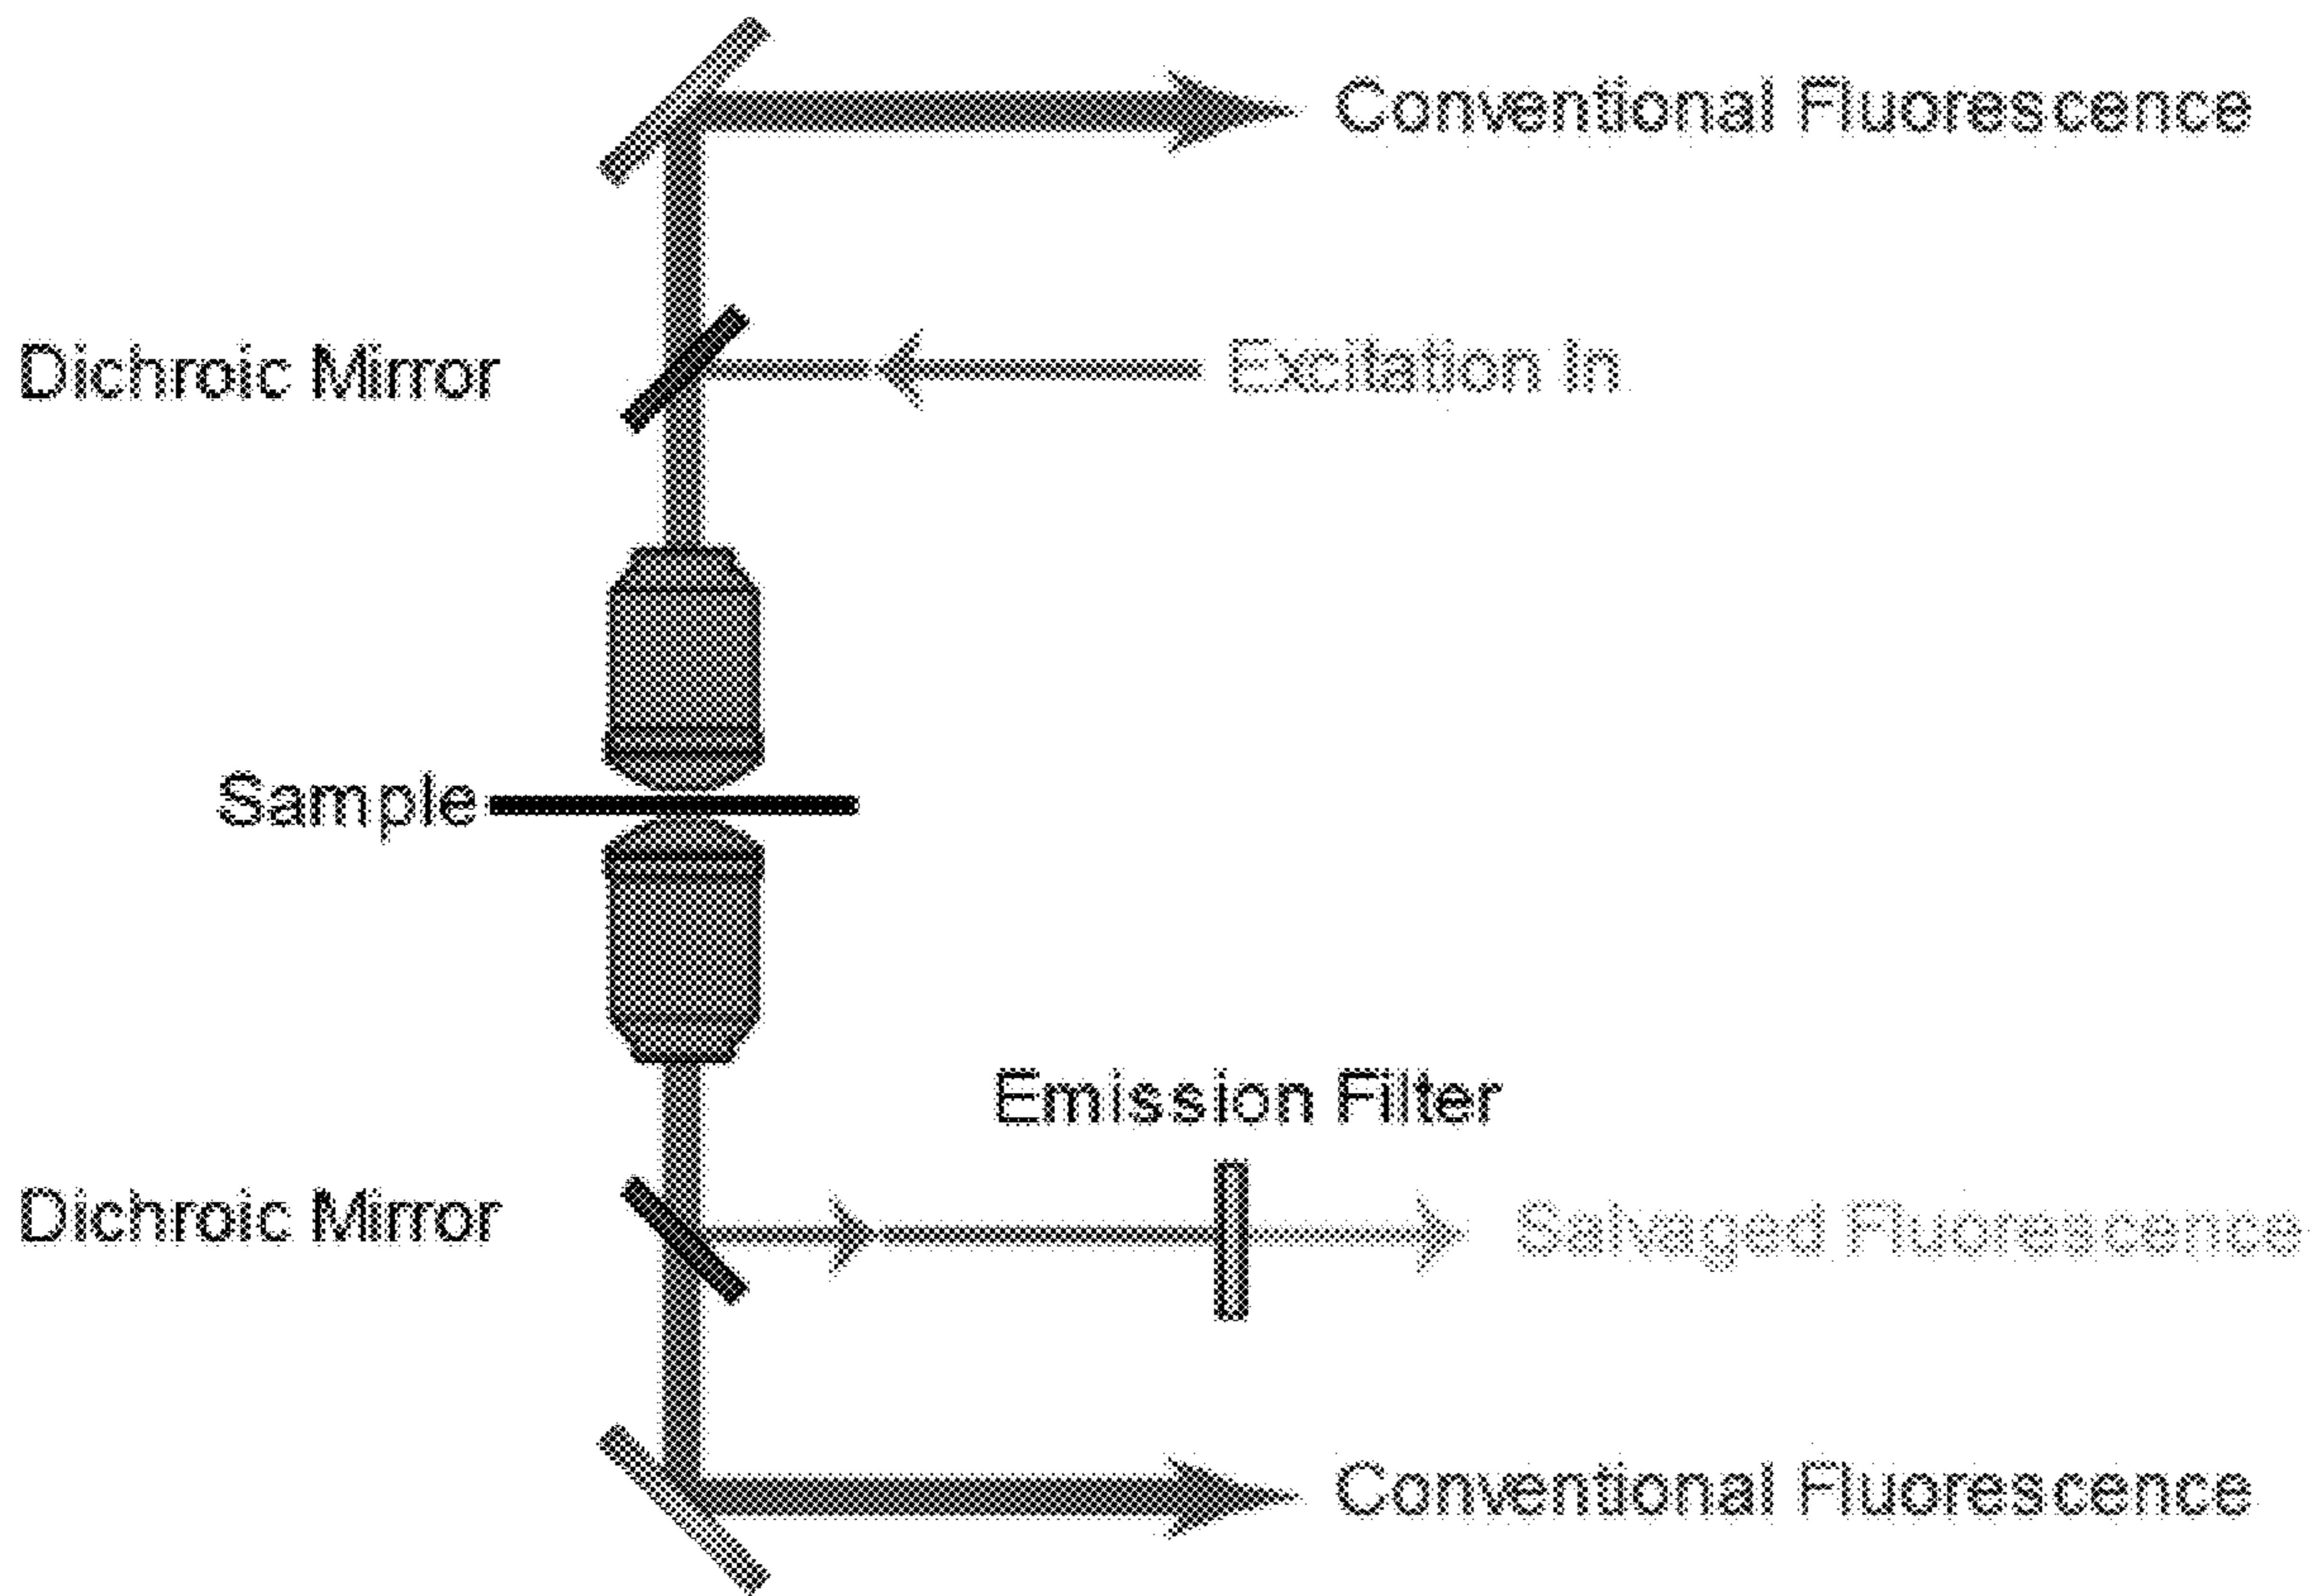 Conventional Fluorescence
Dichroic Mirror
Excitation In
Sample
Emission Filter
Dichroic Mirror
Salvaged Fluorescence
Conventional Fluorescence